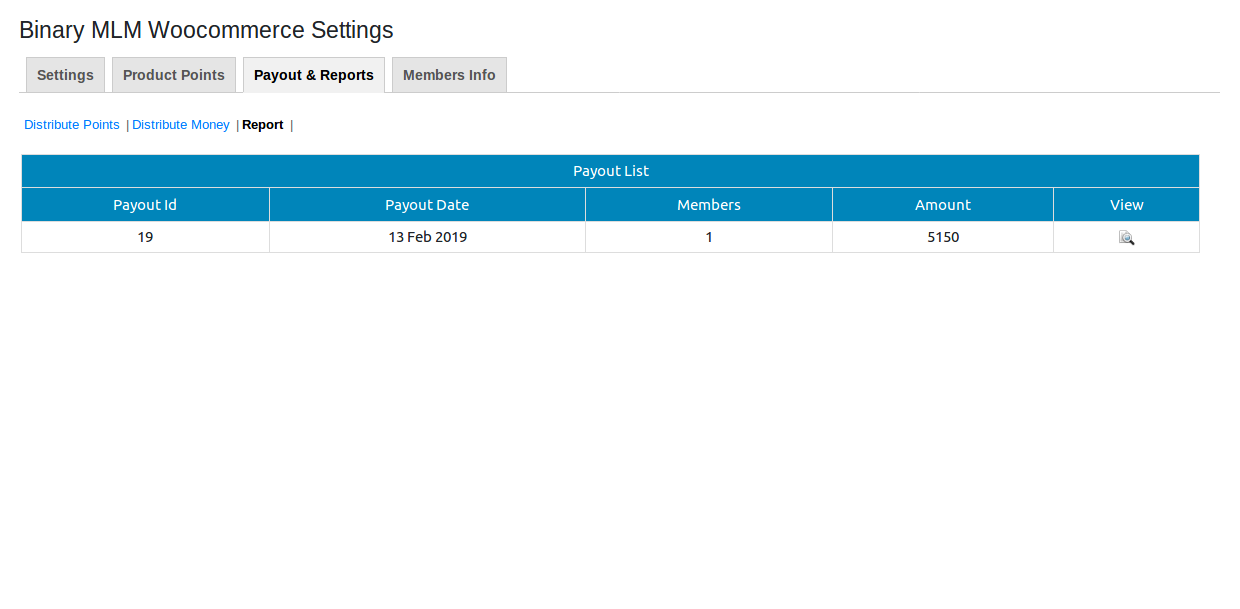 Binary MLM Woocommerce Settings
Settings Product Points Payout & Reports Members Info
Distribute Points | Distribute Money | Report |
Payout List
Payout Id Payout Date Members Amount View
19 13 Feb 2019 1 5150